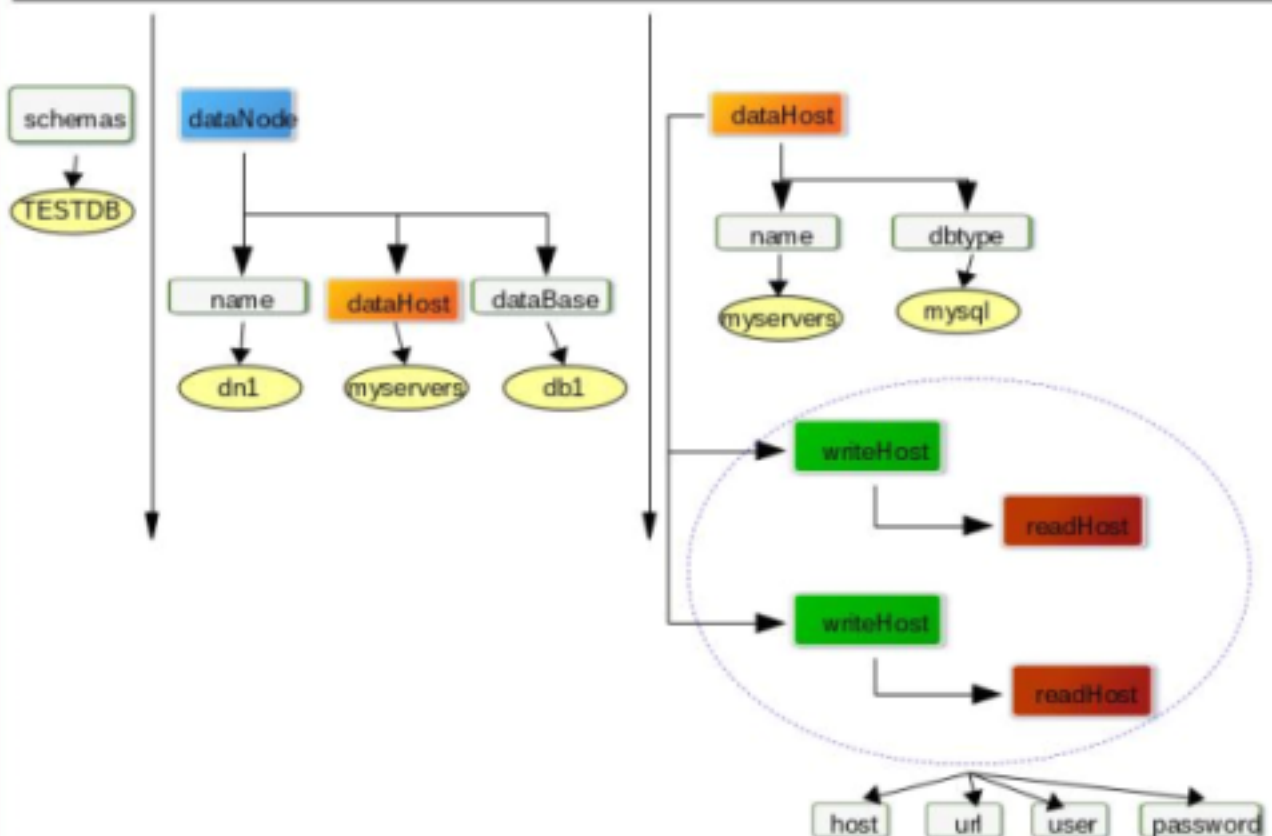 schemas
TESTDB
dataNode
name
dataHost
dataBase
dn1
myservers
db1
dataHost
name
dbtype
myservers
mysql
writeHost
readHost
writeHost
readHost
host
url
user
password